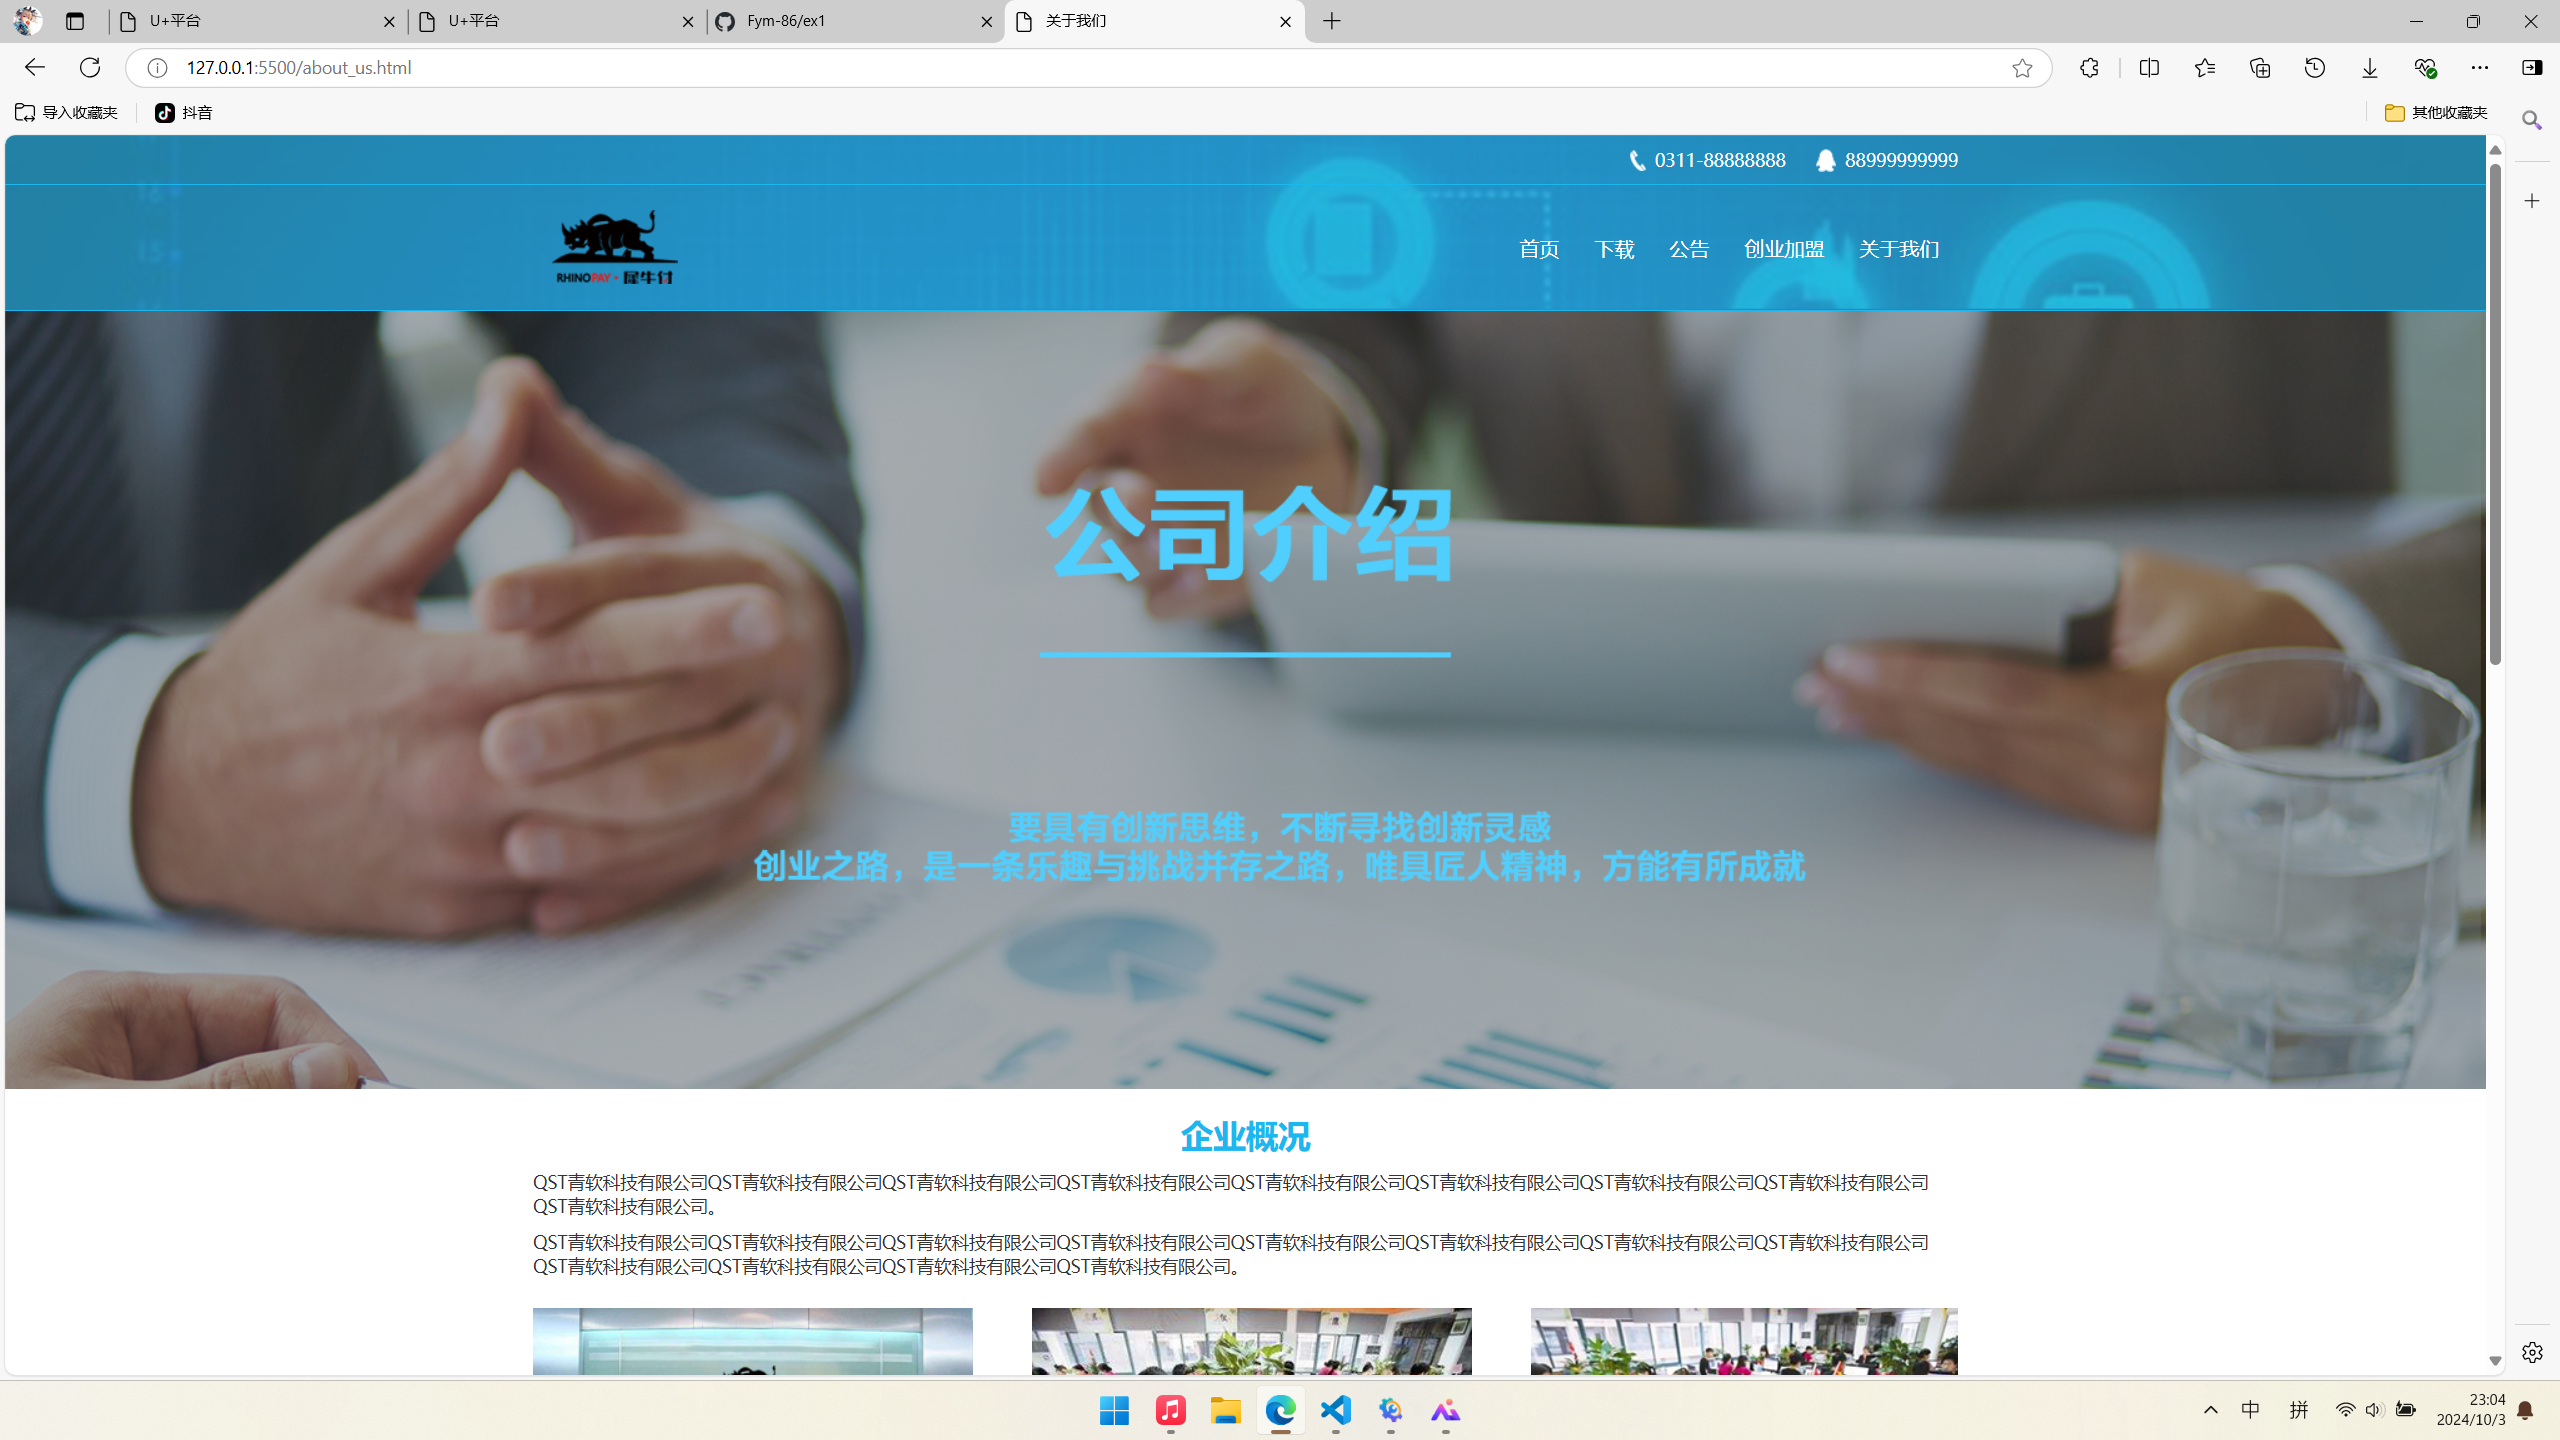 U+平台
U+平台
Fym-86/ex1
关于我们
127.0.0.1:5500/about_us.html
导入收藏夹
抖音
其他收藏夹
0311-88888888
88999999999
RHINOPAY·犀牛付
首页 下载 公告 创业加盟 关于我们
公司介绍
要具有创新思维，不断寻找创新灵感
创业之路，是一条乐趣与挑战并存之路，唯具匠人精神，方能有所成就
企业概况
QST青软科技有限公司QST青软科技有限公司QST青软科技有限公司QST青软科技有限公司QST青软科技有限公司QST青软科技有限公司QST青软科技有限公司QST青软科技有限公司
QST青软科技有限公司。
QST青软科技有限公司QST青软科技有限公司QST青软科技有限公司QST青软科技有限公司QST青软科技有限公司QST青软科技有限公司QST青软科技有限公司QST青软科技有限公司
QST青软科技有限公司QST青软科技有限公司QST青软科技有限公司QST青软科技有限公司。
中
拼
23:04
2024/10/3